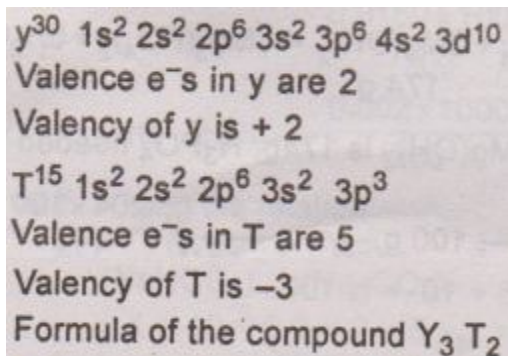 y³⁰ 1s² 2s² 2p⁶ 3s² 3p⁶ 4s² 3d¹⁰
Valence e⁻s in y are 2
Valency of y is + 2
T¹⁵ 1s² 2s² 2p⁶ 3s² 3p³
Valence e⁻s in T are 5
Valency of T is –3
Formula of the compound Y₃ T₂